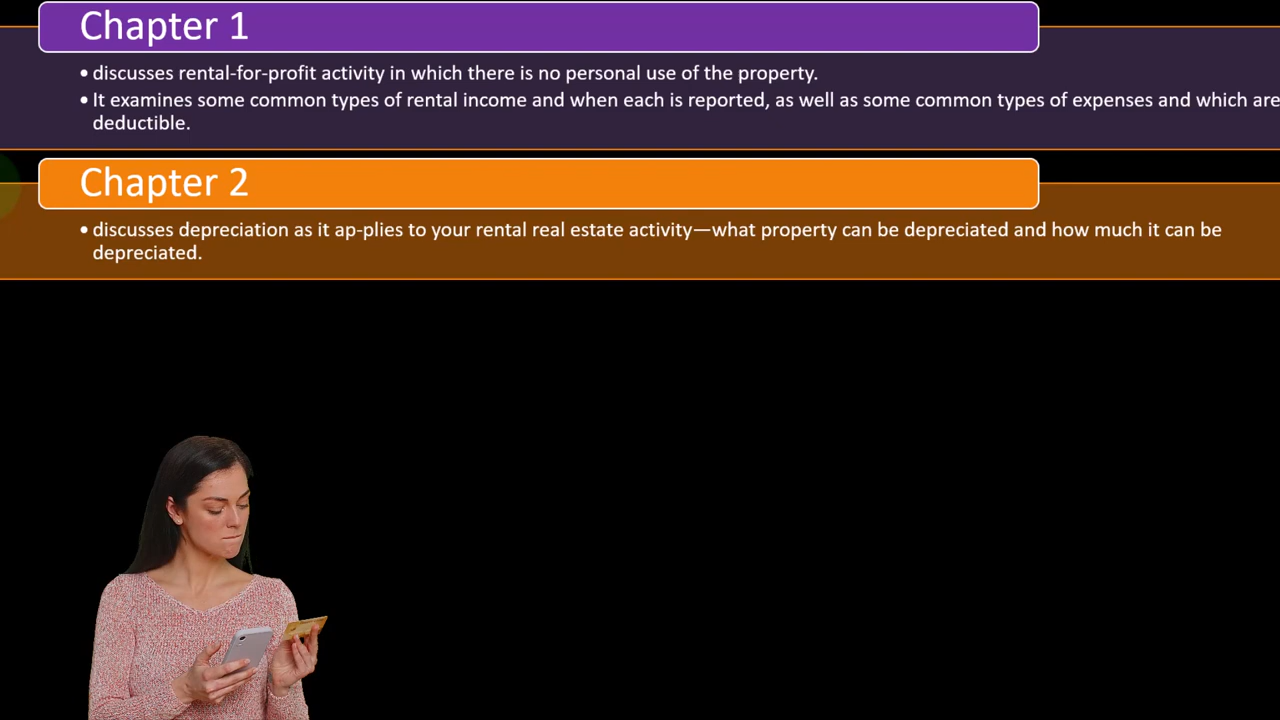 Chapter 1
• discusses rental-for-profit activity in which there is no personal use of the property.
• It examines some common types of rental income and when each is reported, as well as some common types of expenses and which are
deductible.
Chapter 2
• discusses depreciation as it ap-plies to your rental real estate activity—what property can be depreciated and how much it can be
depreciated.